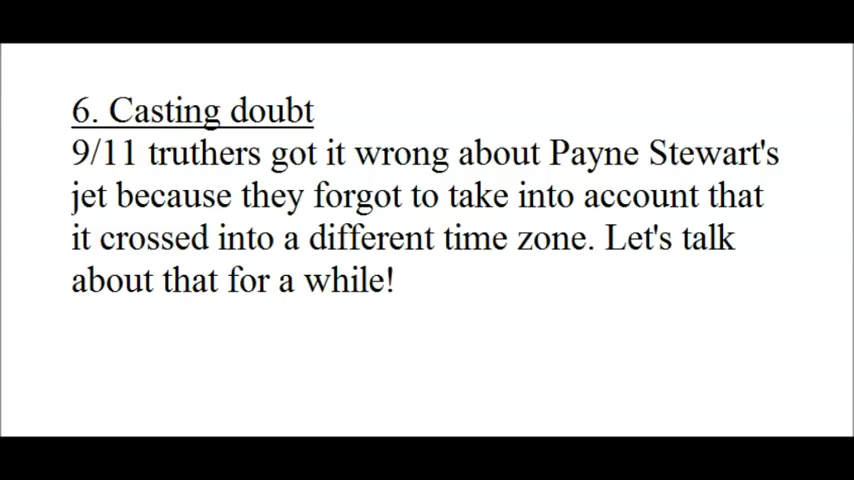 6. Casting doubt
9/11 truthers got it wrong about Payne Stewart's
jet because they forgot to take into account that
it crossed into a different time zone. Let's talk
about that for a while!